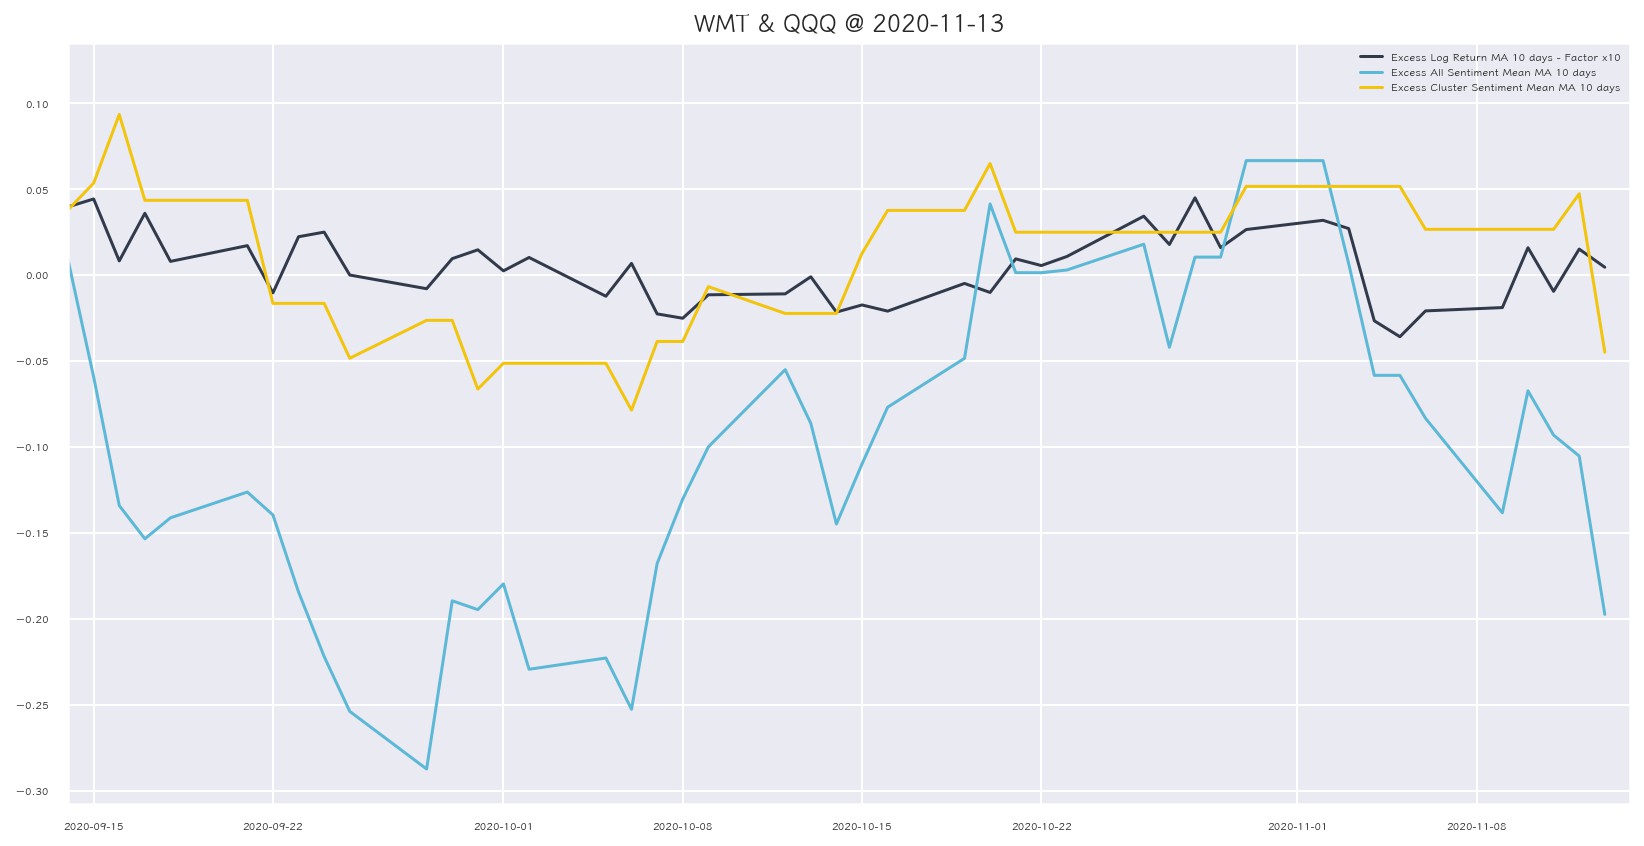 WMT & QQQ @ 2020-11-13
Excess Log Return MA 10 days - Factor x10
Excess All Sentiment Mean MA 10 days
Excess Cluster Sentiment Mean MA 10 days
0.10
0.05
0.00
−0.05
−0.10
−0.15
−0.20
−0.25
−0.30
2020-09-15 2020-09-22 2020-10-01 2020-10-08 2020-10-15 2020-10-22 2020-11-01 2020-11-08